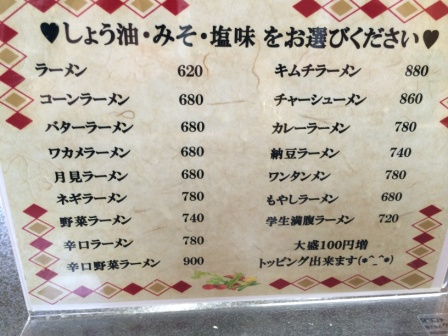 ♥しょう油・みそ・塩味 をお選びください♥
ラーメン 620
コーンラーメン 680
バターラーメン 680
ワカメラーメン 680
月見ラーメン 680
ネギラーメン 780
野菜ラーメン 740
辛口ラーメン 780
辛口野菜ラーメン 900
キムチラーメン 880
チャーシューメン 860
カレーラーメン 780
納豆ラーメン 740
ワンタンメン 780
もやしラーメン 680
学生満腹ラーメン 720
大盛100円増
トッピング出来ます(*^_^*)